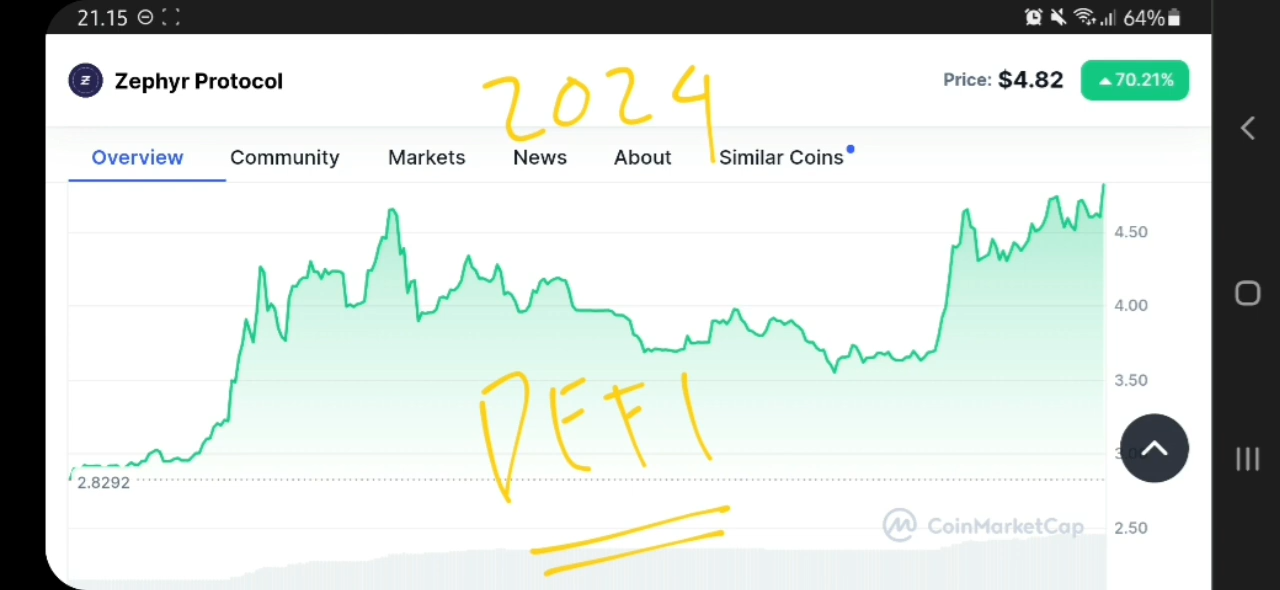 21.15 64%
Z Zephyr Protocol Price: $4.82 70.21%
2024
Overview Community Markets News About Similar Coins
4.50
4.00
3.50
DEFI
2.8292
CoinMarketCap
2.50